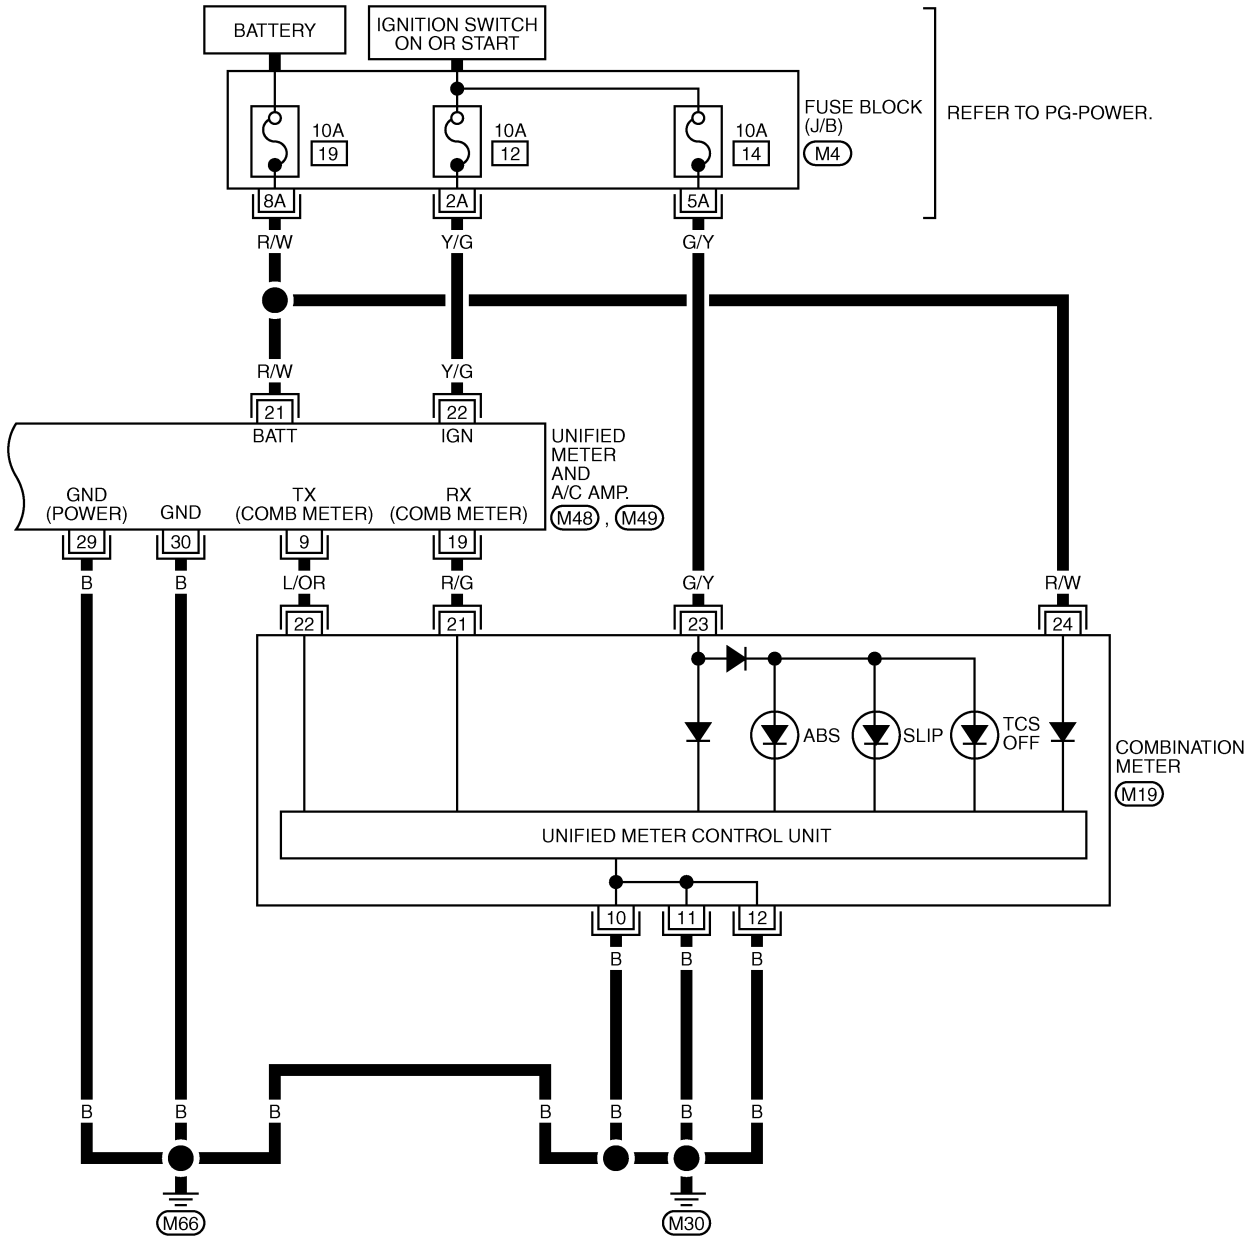 BATTERY
IGNITION SWITCH
ON OR START
FUSE BLOCK
(J/B)
M4
REFER TO PG-POWER.
10A
19
10A
12
10A
14
8A
2A
5A
R/W
Y/G
G/Y
R/W
Y/G
21
22
BATT
IGN
UNIFIED
METER
AND
A/C AMP.
M48 , M49
GND
(POWER)
GND
TX
(COMB METER)
RX
(COMB METER)
29
30
9
19
B
B
L/OR
R/G
G/Y
R/W
22
21
23
24
ABS
SLIP
TCS
OFF
COMBINATION
METER
M19
UNIFIED METER CONTROL UNIT
10
11
12
B
B
B
B
B
B
B
B
B
B
M66
M30